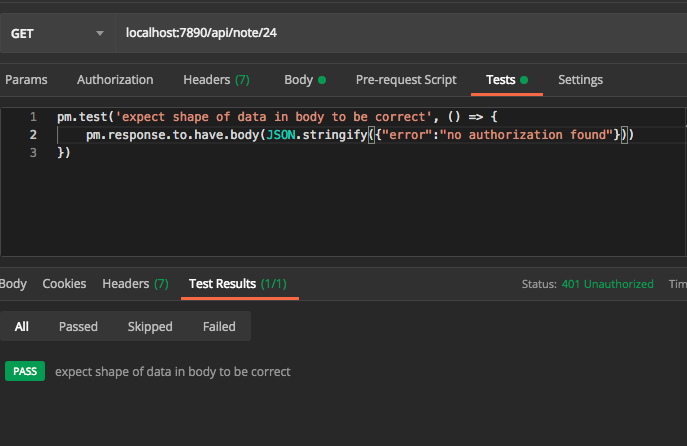 GET localhost:7890/api/note/24
Params Authorization Headers (7) Body Pre-request Script Tests Settings
1 pm.test('expect shape of data in body to be correct', () => {
2 pm.response.to.have.body(JSON.stringify({"error":"no authorization found"}))
3 })
Body Cookies Headers (7) Test Results (1/1) Status: 401 Unauthorized
All Passed Skipped Failed
PASS expect shape of data in body to be correct